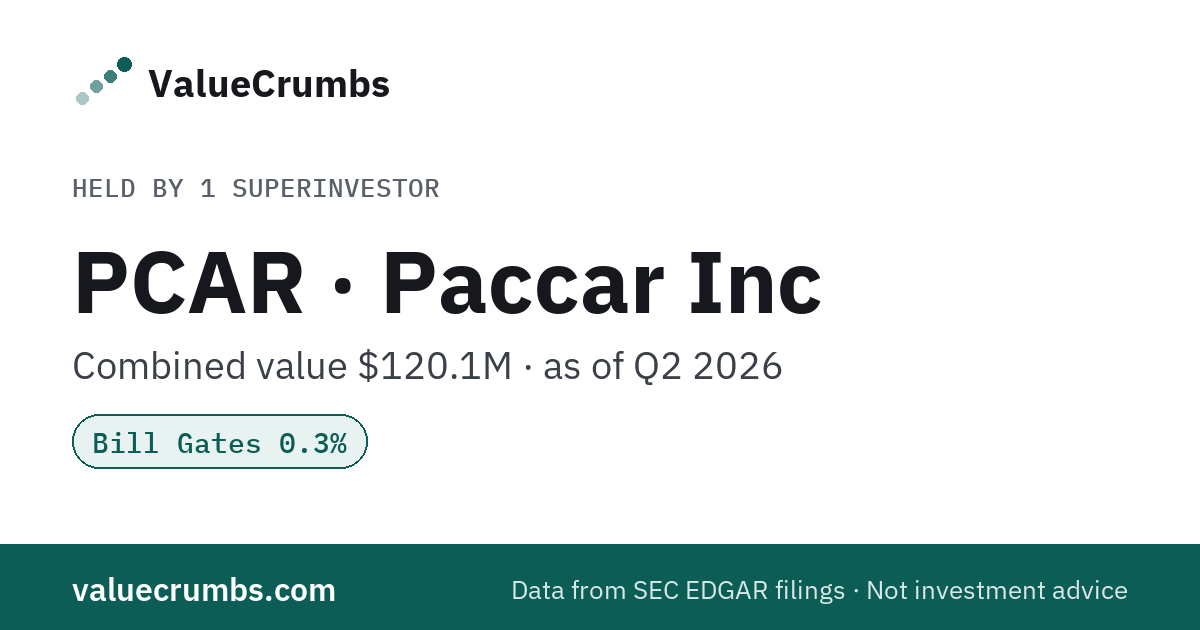 ValueCrumbs
HELD BY 1 SUPERINVESTOR
PCAR · Paccar Inc
Combined value $120.1M · as of Q2 2026
Bill Gates 0.3%
valuecrumbs.com
Data from SEC EDGAR filings · Not investment advice